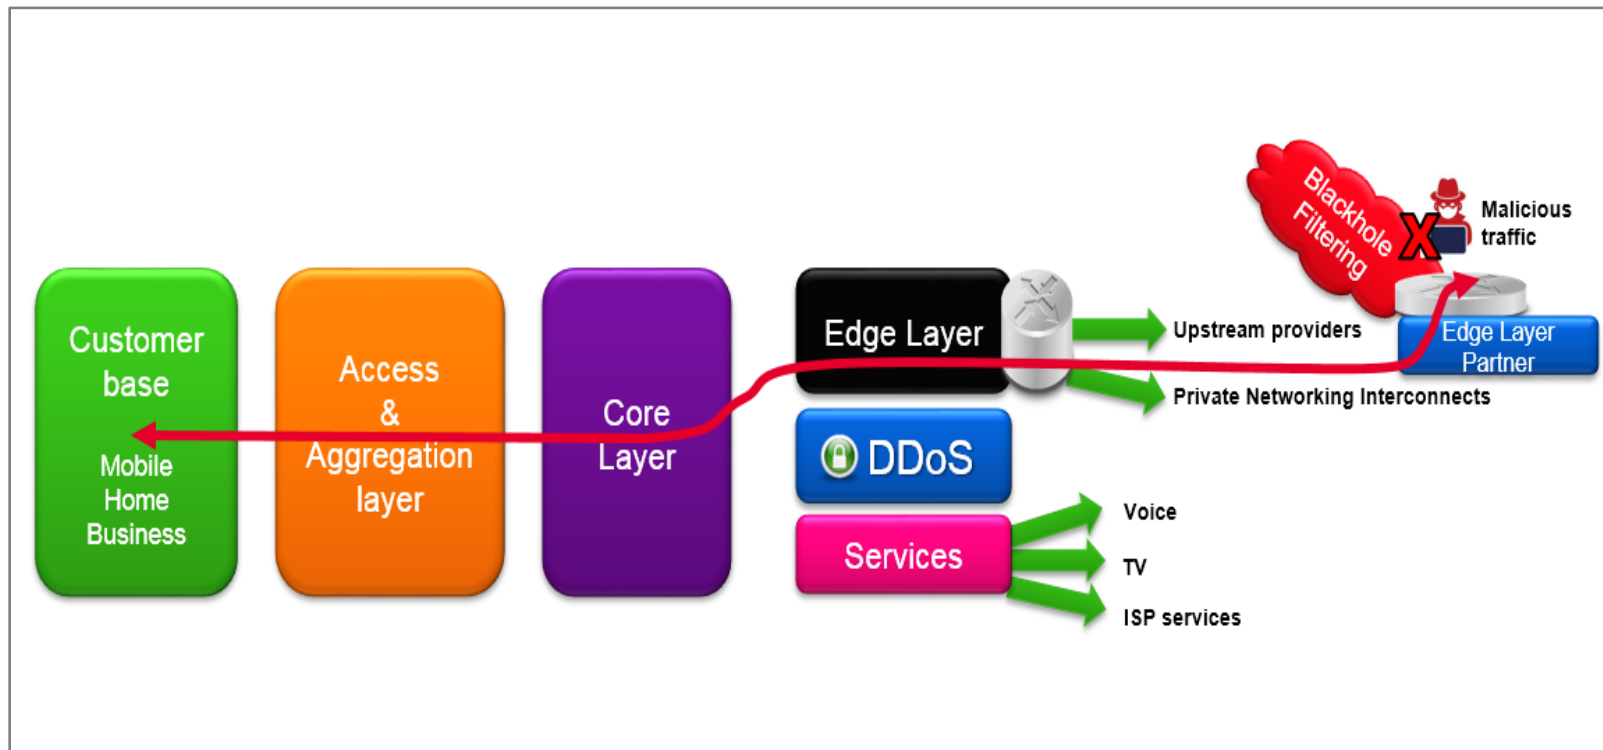 Customer
base
Mobile
Home
Business
Access
&
Aggregation
layer
Core
Layer
Edge Layer
DDoS
Services
Upstream providers
Private Networking Interconnects
Voice
TV
ISP services
Blackhole
Filtering
X
Malicious
traffic
Edge Layer
Partner